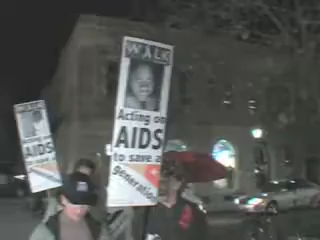 WALK
Acting on
AIDS
to save a
generation
AIDS